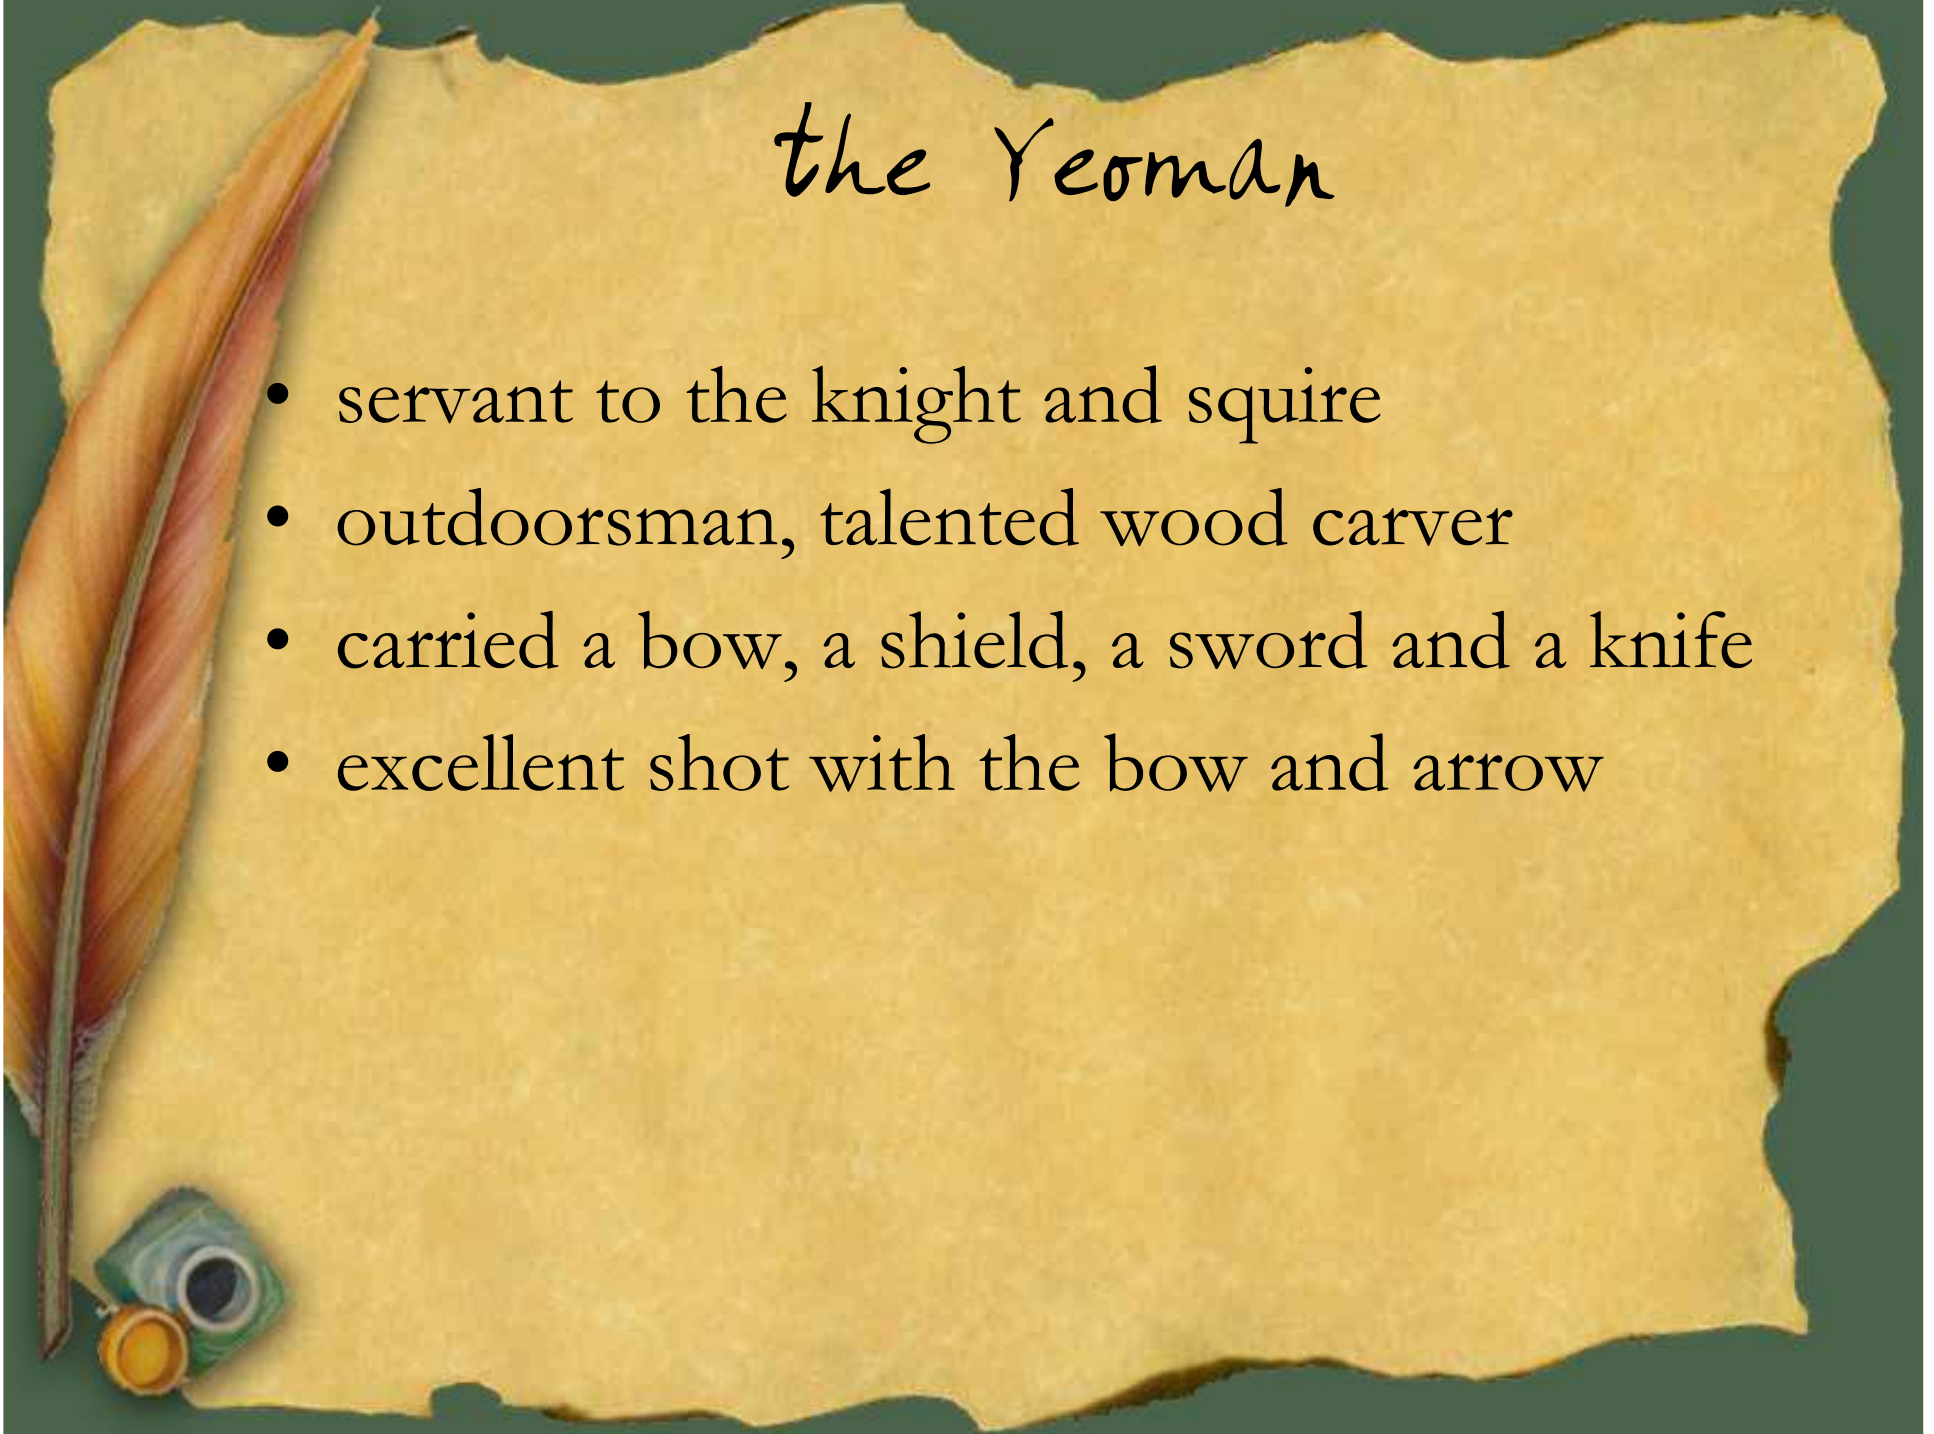 the Yeoman
• servant to the knight and squire
• outdoorsman, talented wood carver
• carried a bow, a shield, a sword and a knife
• excellent shot with the bow and arrow